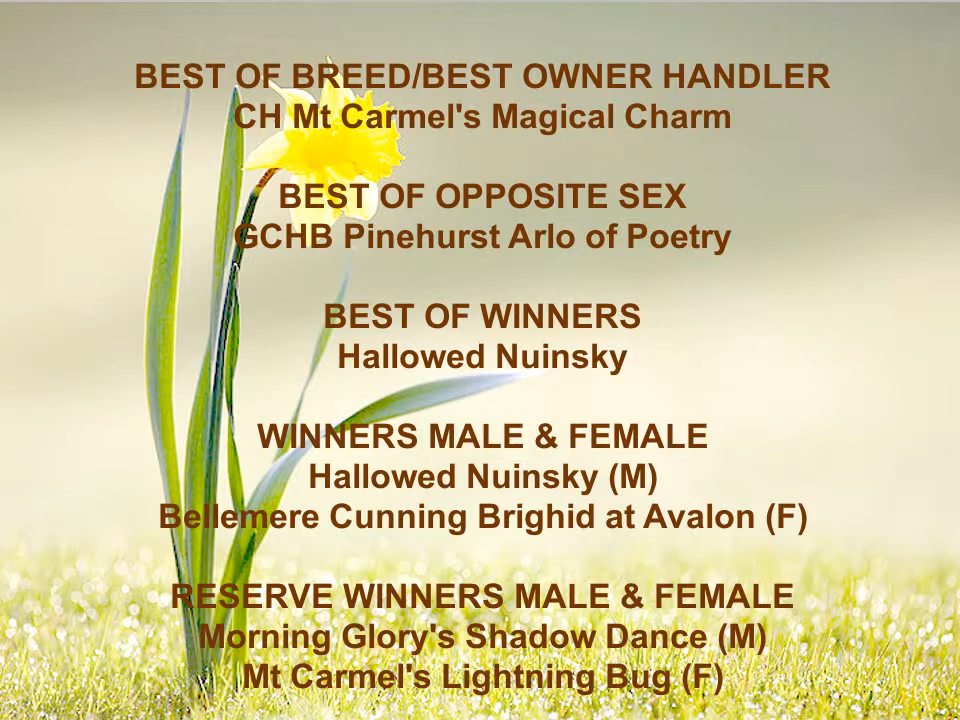 BEST OF BREED/BEST OWNER HANDLER
CH Mt Carmel's Magical Charm
BEST OF OPPOSITE SEX
GCHB Pinehurst Arlo of Poetry
BEST OF WINNERS
Hallowed Nuinsky
WINNERS MALE & FEMALE
Hallowed Nuinsky (M)
Bellemere Cunning Brighid at Avalon (F)
RESERVE WINNERS MALE & FEMALE
Morning Glory's Shadow Dance (M)
Mt Carmel's Lightning Bug (F)